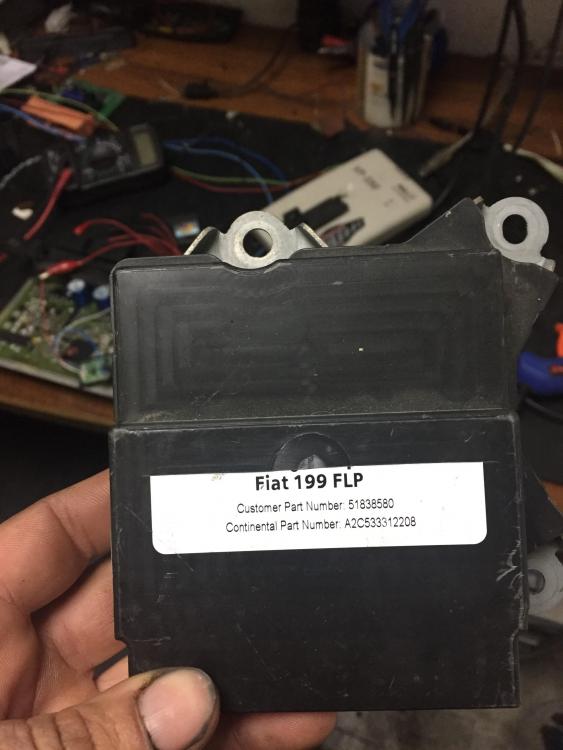 Fiat 199 FLP
Customer Part Number: 51838580
Continental Part Number: A2C533312208